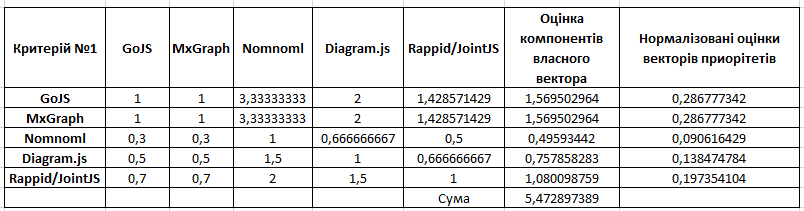 Критерій №1 GoJS MxGraph Nomnoml Diagram.js Rappid/JointJS Оцінка компонентів власного вектора Нормалізовані оцінки векторів приорітетів
GoJS 1 1 3,33333333 2 1,428571429 1,569502964 0,286777342
MxGraph 1 1 3,33333333 2 1,428571429 1,569502964 0,286777342
Nomnoml 0,3 0,3 1 0,666666667 0,5 0,49593442 0,090616429
Diagram.js 0,5 0,5 1,5 1 0,666666667 0,757858283 0,138474784
Rappid/JointJS 0,7 0,7 2 1,5 1 1,080098759 0,197354104
Сума 5,472897389